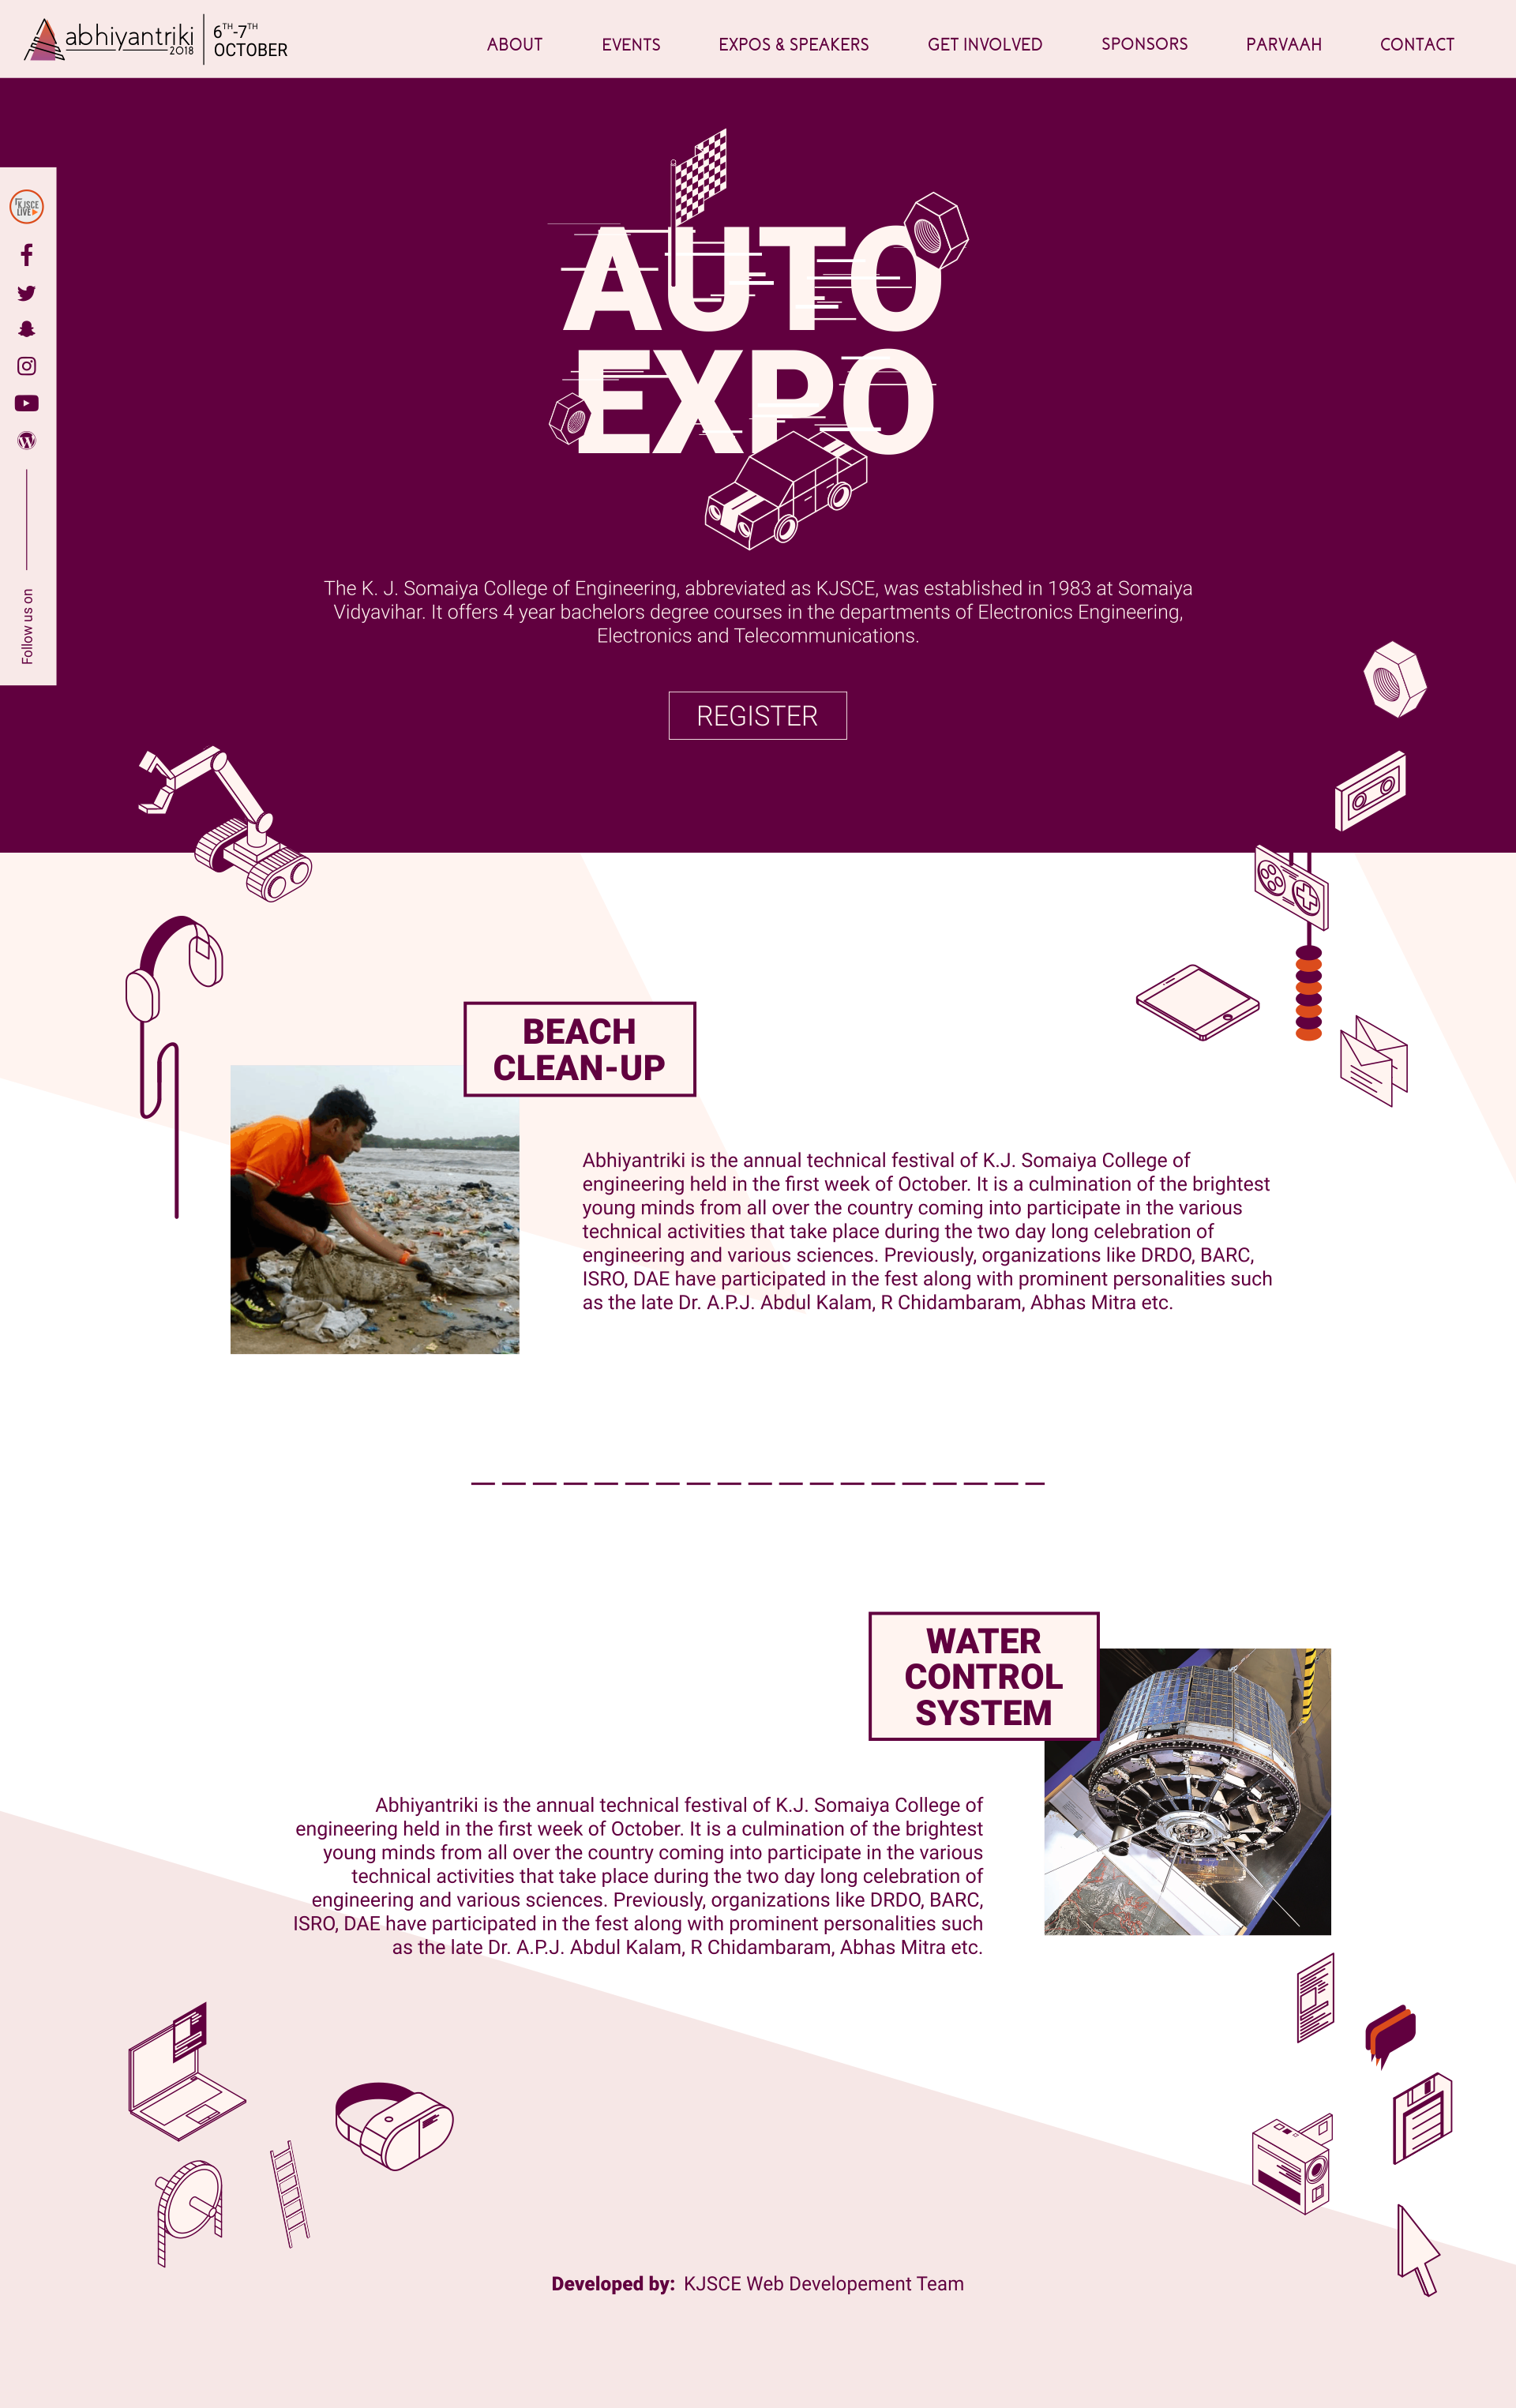 abhiyantriki
2018
6TH-7TH
OCTOBER
ABOUT
EVENTS
EXPOS & SPEAKERS
GET INVOLVED
SPONSORS
PARVAAH
CONTACT
KJSCE
LIVE
Follow us on
AUTO
EXPO
The K. J. Somaiya College of Engineering, abbreviated as KJSCE, was established in 1983 at Somaiya
Vidyavihar. It offers 4 year bachelors degree courses in the departments of Electronics Engineering,
Electronics and Telecommunications.
REGISTER
BEACH
CLEAN-UP
Abhiyantriki is the annual technical festival of K.J. Somaiya College of
engineering held in the first week of October. It is a culmination of the brightest
young minds from all over the country coming into participate in the various
technical activities that take place during the two day long celebration of
engineering and various sciences. Previously, organizations like DRDO, BARC,
ISRO, DAE have participated in the fest along with prominent personalities such
as the late Dr. A.P.J. Abdul Kalam, R Chidambaram, Abhas Mitra etc.
WATER
CONTROL
SYSTEM
Abhiyantriki is the annual technical festival of K.J. Somaiya College of
engineering held in the first week of October. It is a culmination of the brightest
young minds from all over the country coming into participate in the various
technical activities that take place during the two day long celebration of
engineering and various sciences. Previously, organizations like DRDO, BARC,
ISRO, DAE have participated in the fest along with prominent personalities such
as the late Dr. A.P.J. Abdul Kalam, R Chidambaram, Abhas Mitra etc.
Developed by: KJSCE Web Developement Team